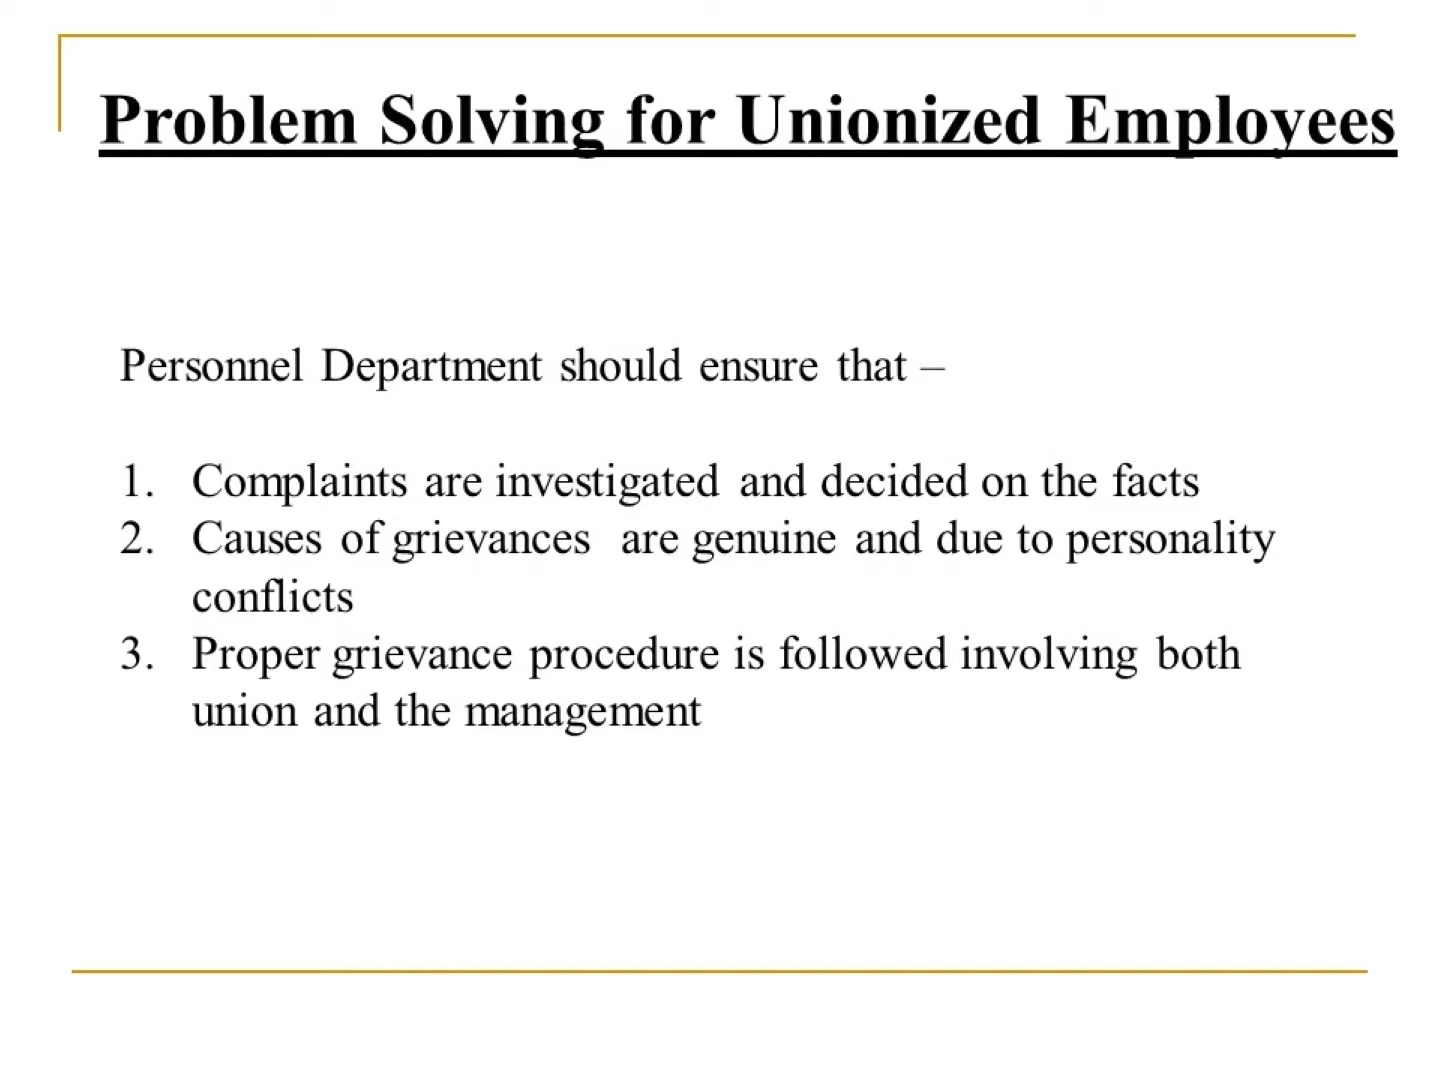 Problem Solving for Unionized Employees
Personnel Department should ensure that –
1. Complaints are investigated and decided on the facts
2. Causes of grievances are genuine and due to personality
conflicts
3. Proper grievance procedure is followed involving both
union and the management